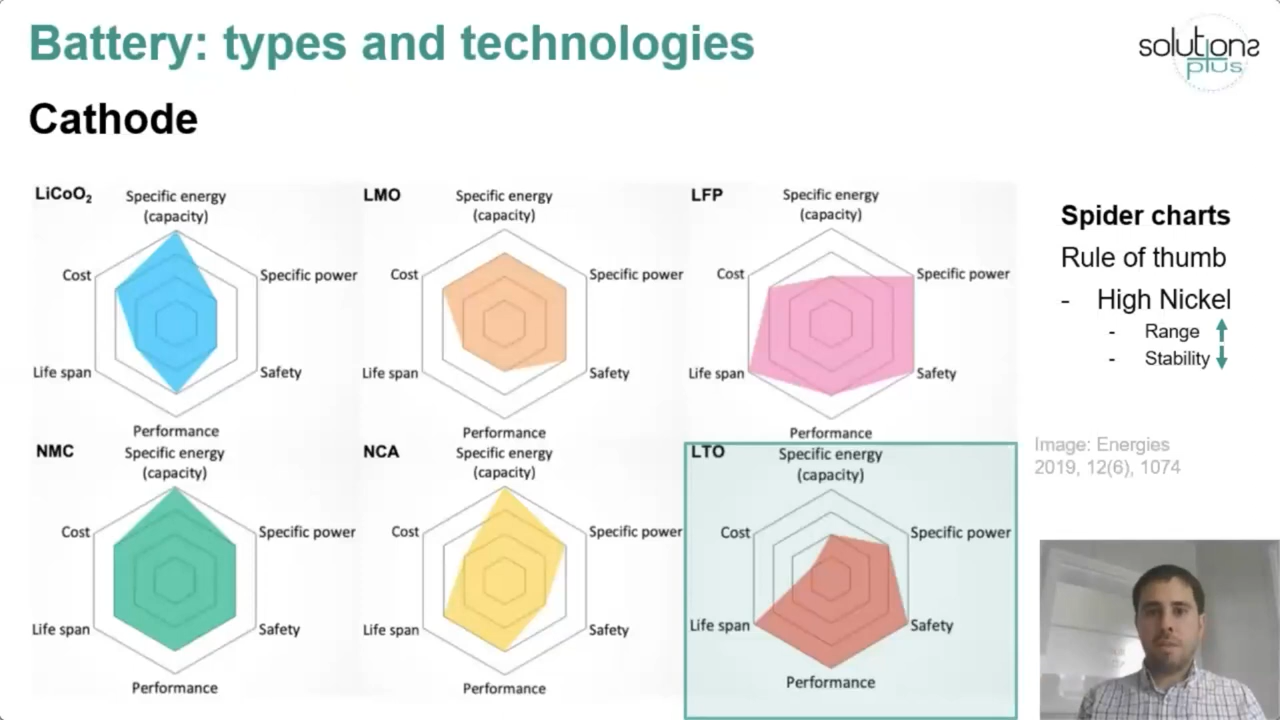 Battery: types and technologies
solutions
plus
Cathode
LiCoO₂
Specific energy
(capacity)
Cost
Specific power
Life span
Safety
Performance
LMO
Specific energy
(capacity)
Cost
Specific power
Life span
Safety
Performance
LFP
Specific energy
(capacity)
Cost
Specific power
Life span
Safety
Performance
NMC
Specific energy
(capacity)
Cost
Specific power
Life span
Safety
Performance
NCA
Specific energy
(capacity)
Cost
Specific power
Life span
Safety
Performance
LTO
Specific energy
(capacity)
Cost
Specific power
Life span
Safety
Performance
Spider charts
Rule of thumb
- High Nickel
- Range ↑
- Stability ↓
Image: Energies
2019, 12(6), 1074